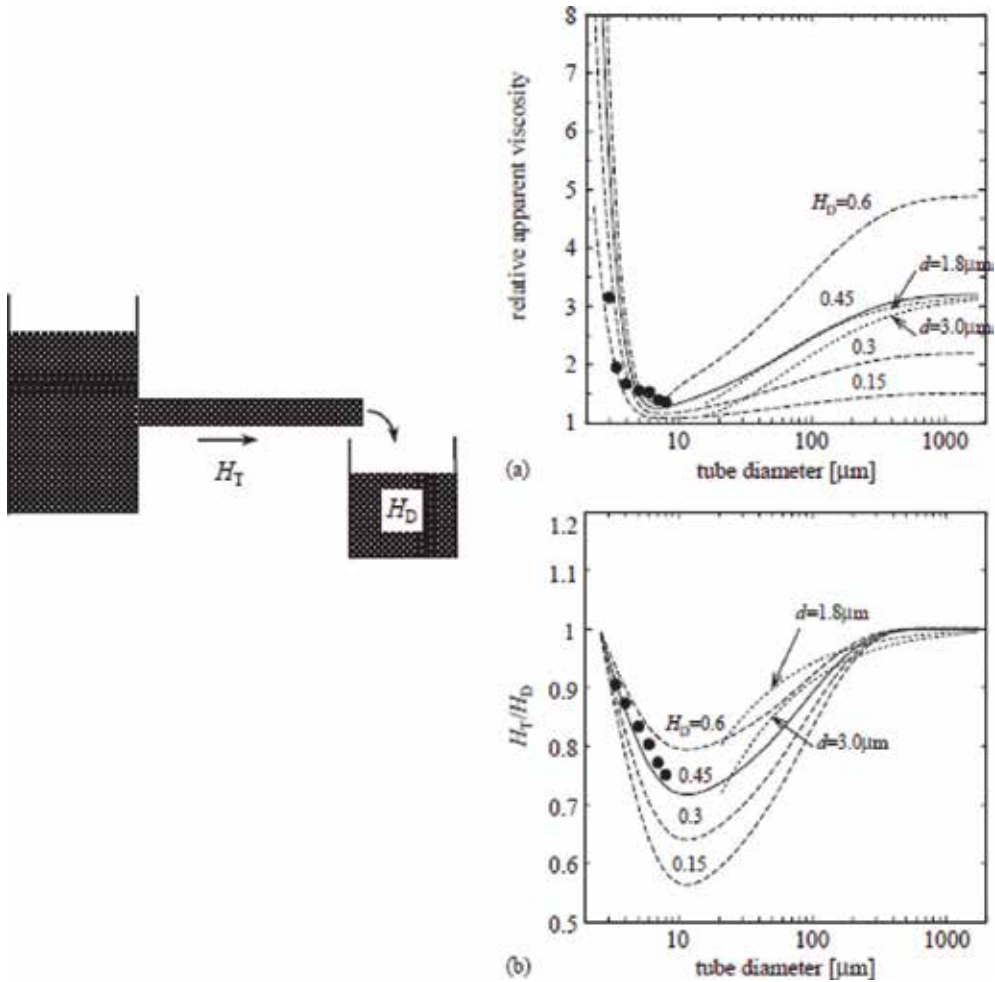 H_T
H_D
8
7
6
5
4
3
2
1
relative apparent viscosity
H_D=0.6
0.45
d=1.8μm
d=3.0μm
0.3
0.15
10
100
1000
(a)
tube diameter [μm]
1.2
1.1
1
0.9
0.8
0.7
0.6
0.5
H_T/H_D
d=1.8μm
H_D=0.6
d=3.0μm
0.45
0.3
0.15
10
100
1000
(b)
tube diameter [μm]